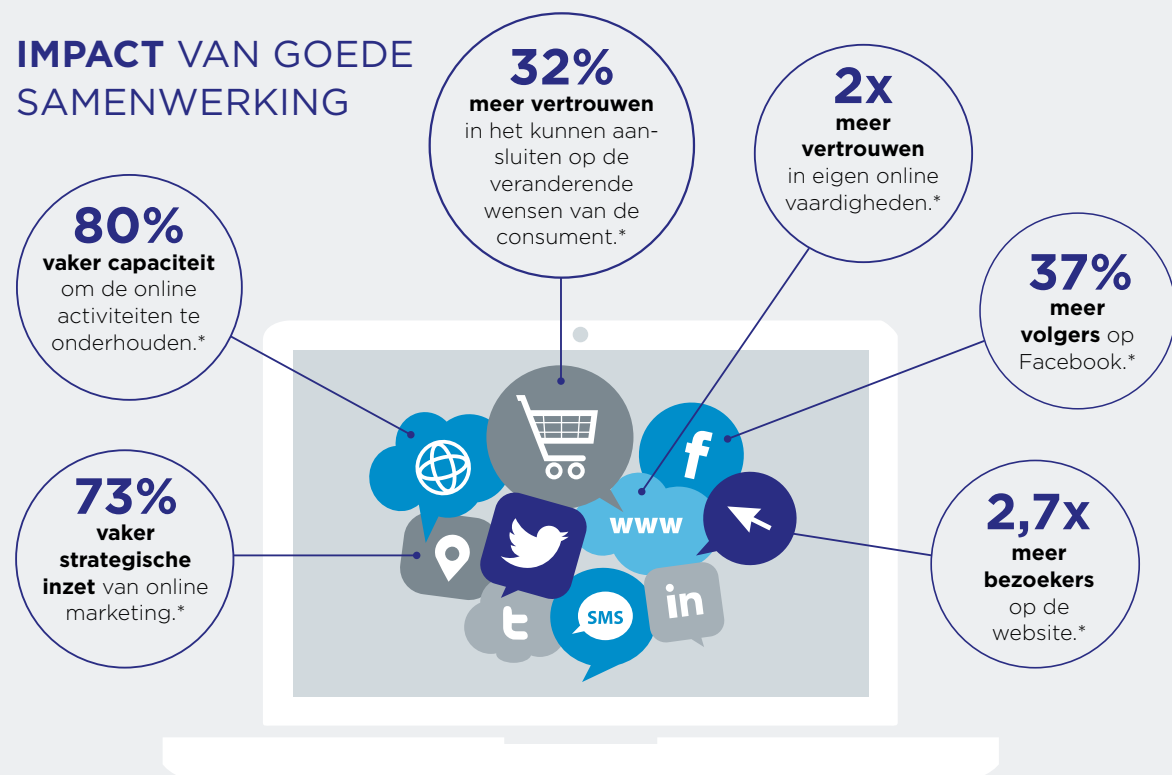 IMPACT VAN GOEDE
SAMENWERKING
32%
meer vertrouwen
in het kunnen aan-
sluiten op de
veranderende
wensen van de
consument.*
2x
meer
vertrouwen
in eigen online
vaardigheden.*
80%
vaker capaciteit
om de online
activiteiten te
onderhouden.*
37%
meer
volgers op
Facebook.*
73%
vaker
strategische
inzet van online
marketing.*
2,7x
meer
bezoekers
op de
website.*
f
www
t
SMS
in